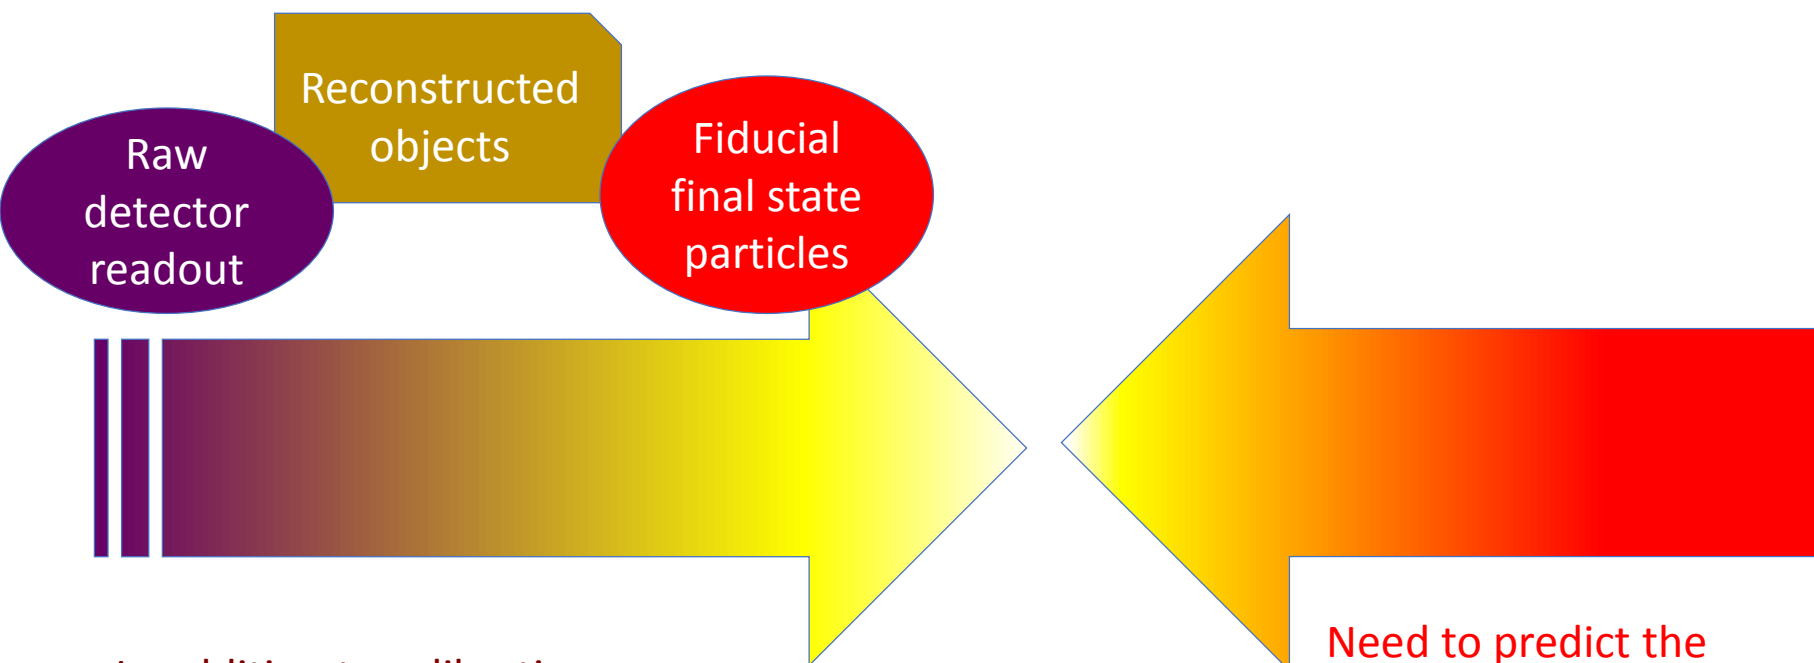 Raw
detector
readout
Reconstructed
objects
Fiducial
final state
particles
Need to predict the